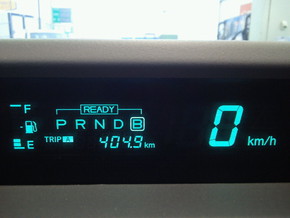 F
READY
P R N D B
E
TRIP A 404.9 km
0 km/h